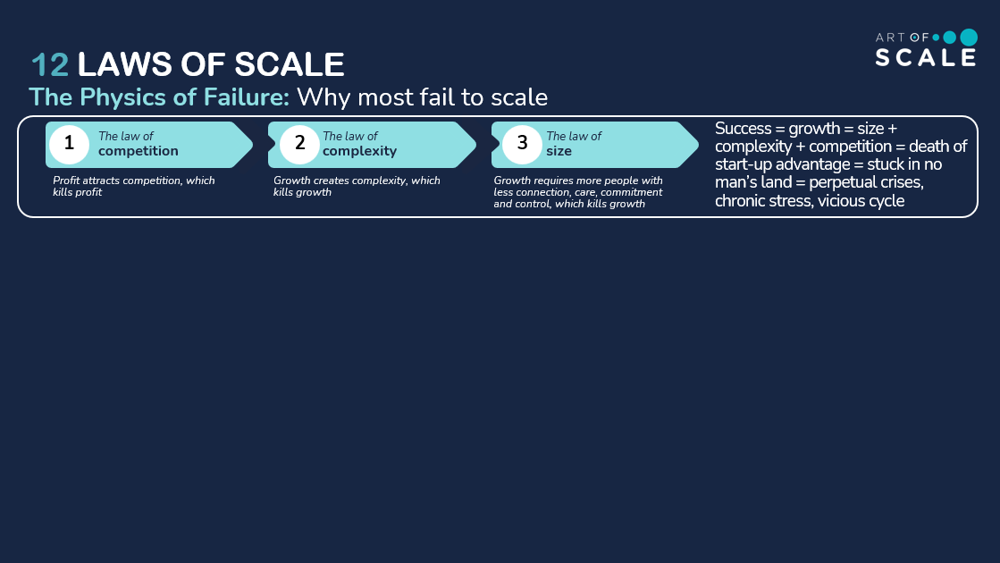 ART OF
SCALE
12 LAWS OF SCALE
The Physics of Failure: Why most fail to scale
1
The law of
competition
Profit attracts competition, which
kills profit
2
The law of
complexity
Growth creates complexity, which
kills growth
3
The law of
size
Growth requires more people with
less connection, care, commitment
and control, which kills growth
Success = growth = size +
complexity + competition = death of
start-up advantage = stuck in no
man’s land = perpetual crises,
chronic stress, vicious cycle